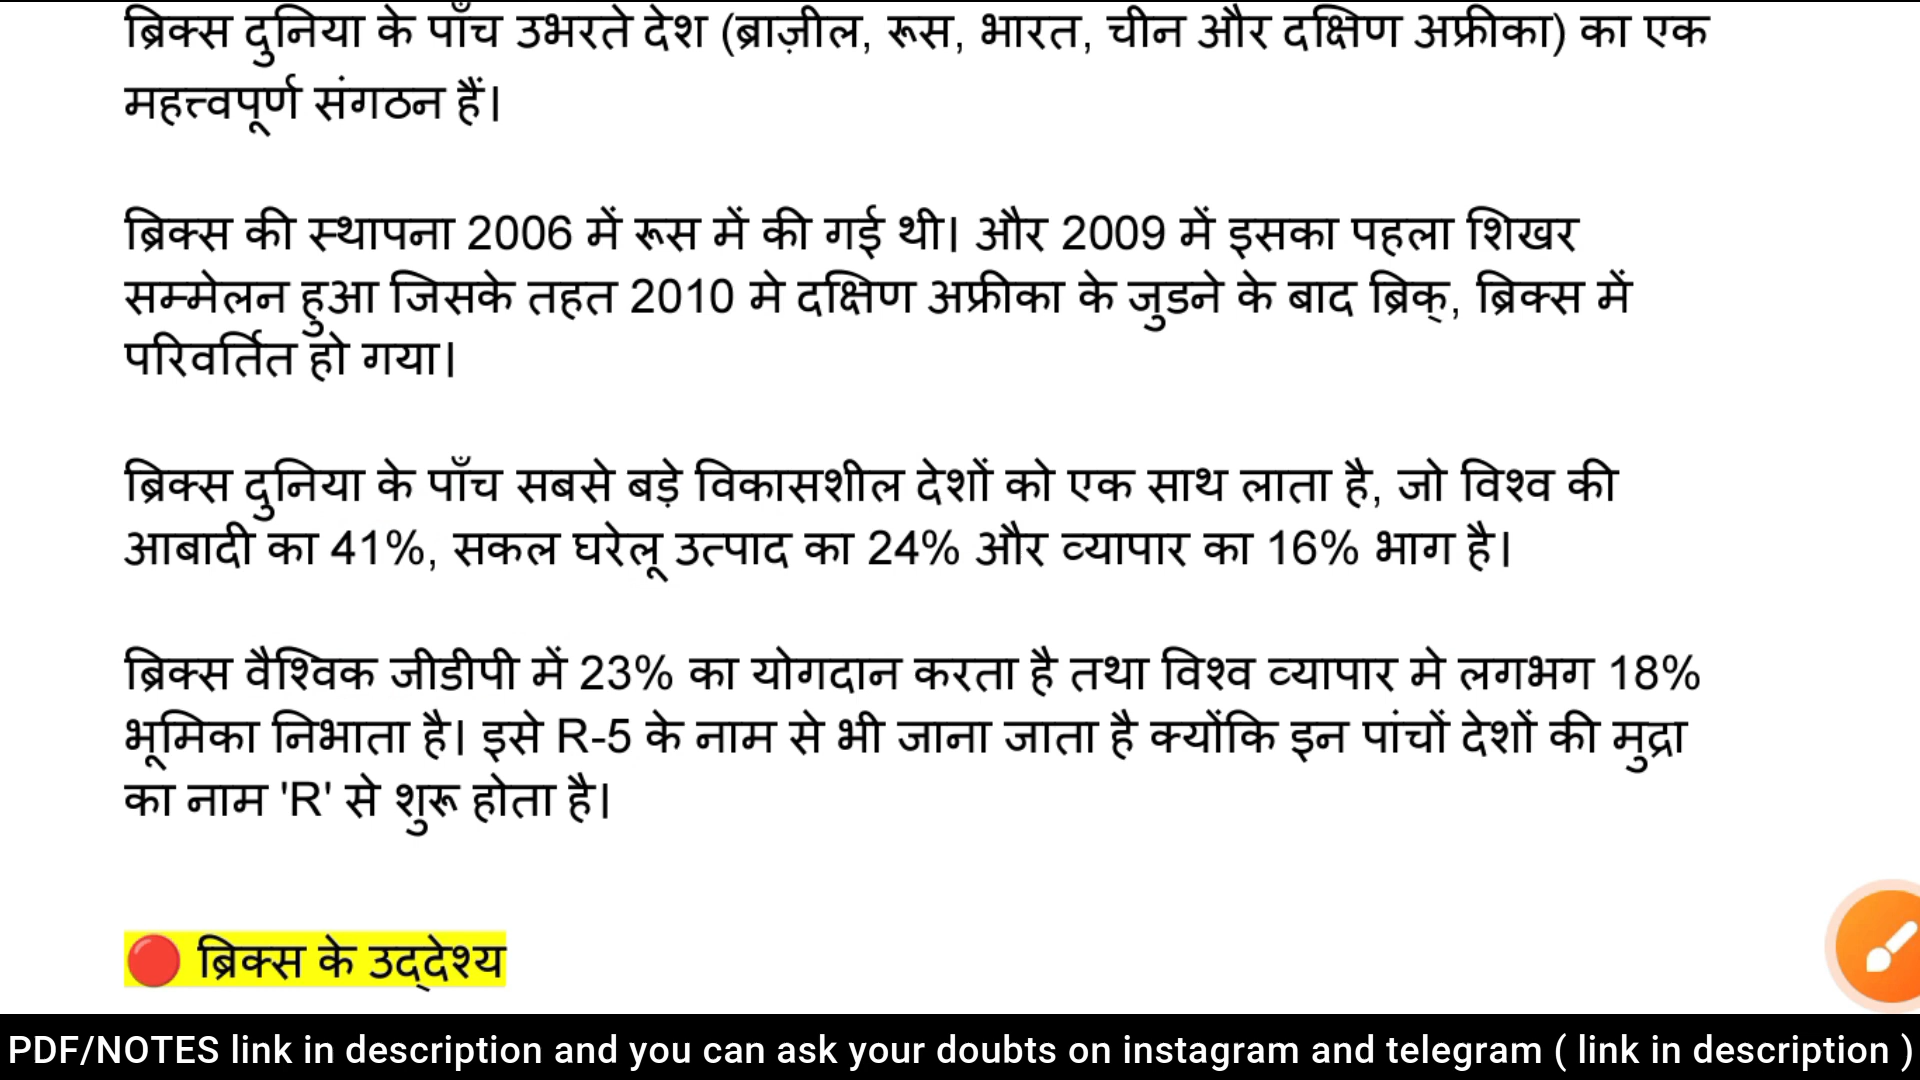 ब्रिक्स दुनिया के पाँच उभरते देश (ब्राज़ील, रूस, भारत, चीन और दक्षिण अफ्रीका) का एक
महत्त्वपूर्ण संगठन हैं।
ब्रिक्स की स्थापना 2006 में रूस में की गई थी। और 2009 में इसका पहला शिखर
सम्मेलन हुआ जिसके तहत 2010 मे दक्षिण अफ्रीका के जुडने के बाद ब्रिक्, ब्रिक्स में
परिवर्तित हो गया।
ब्रिक्स दुनिया के पाँच सबसे बड़े विकासशील देशों को एक साथ लाता है, जो विश्व की
आबादी का 41%, सकल घरेलू उत्पाद का 24% और व्यापार का 16% भाग है।
ब्रिक्स वैश्विक जीडीपी में 23% का योगदान करता है तथा विश्व व्यापार मे लगभग 18%
भूमिका निभाता है। इसे R-5 के नाम से भी जाना जाता है क्योंकि इन पांचों देशों की मुद्रा
का नाम 'R' से शुरू होता है।
🔴 ब्रिक्स के उद्‌देश्य
PDF/NOTES link in description and you can ask your doubts on instagram and telegram ( link in description )